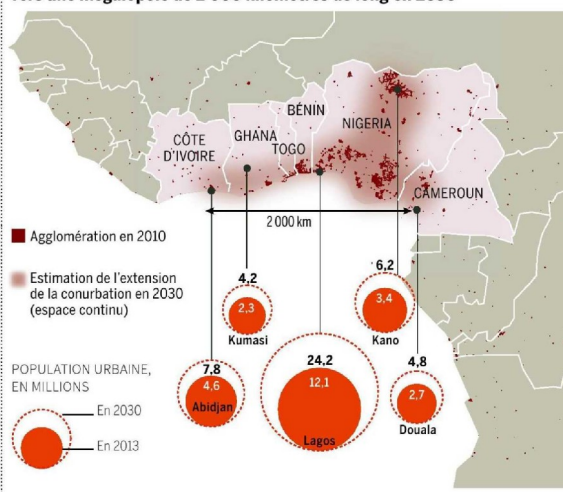 BÉNIN
NIGERIA
GHANA
CÔTE
D'IVOIRE
TOGO
CAMEROUN
2 000 km
Agglomération en 2010
Estimation de l'extension
de la conurbation en 2030
(espace continu)
4,2
2,3
Kumasi
6,2
3,4
Kano
7,8
4,6
Abidjan
24,2
12,1
Lagos
4,8
2,7
Douala
POPULATION URBAINE,
EN MILLIONS
En 2030
En 2013